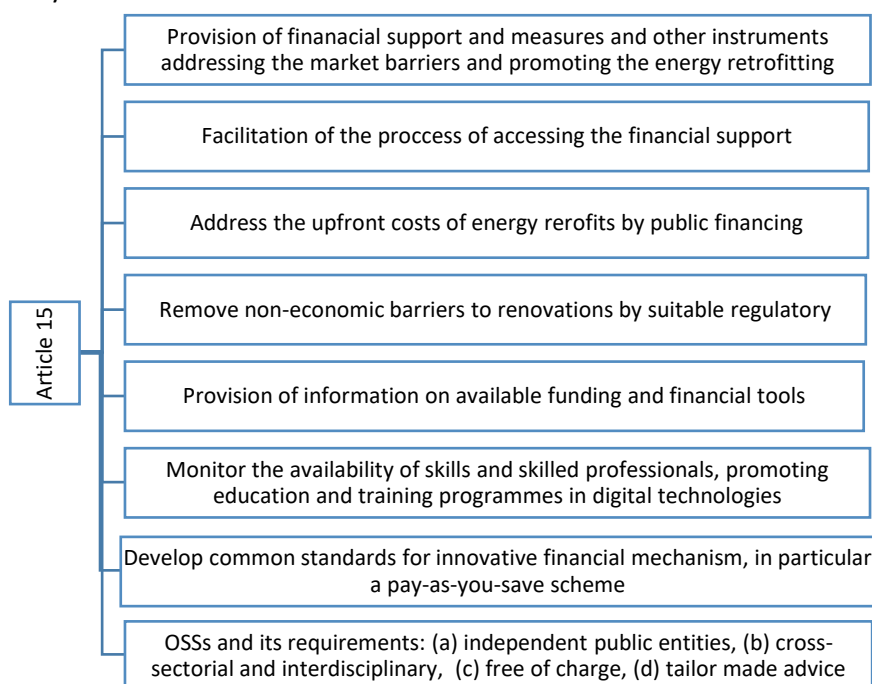 Provision of finanacial support and measures and other instruments
addressing the market barriers and promoting the energy retrofitting
Facilitation of the proccess of accessing the financial support
Address the upfront costs of energy rerofits by public financing
Remove non-economic barriers to renovations by suitable regulatory
Article 15
Provision of information on available funding and financial tools
Monitor the availability of skills and skilled professionals, promoting
education and training programmes in digital technologies
Develop common standards for innovative financial mechanism, in particular
a pay-as-you-save scheme
OSSs and its requirements: (a) independent public entities, (b) cross-
sectorial and interdisciplinary, (c) free of charge, (d) tailor made advice